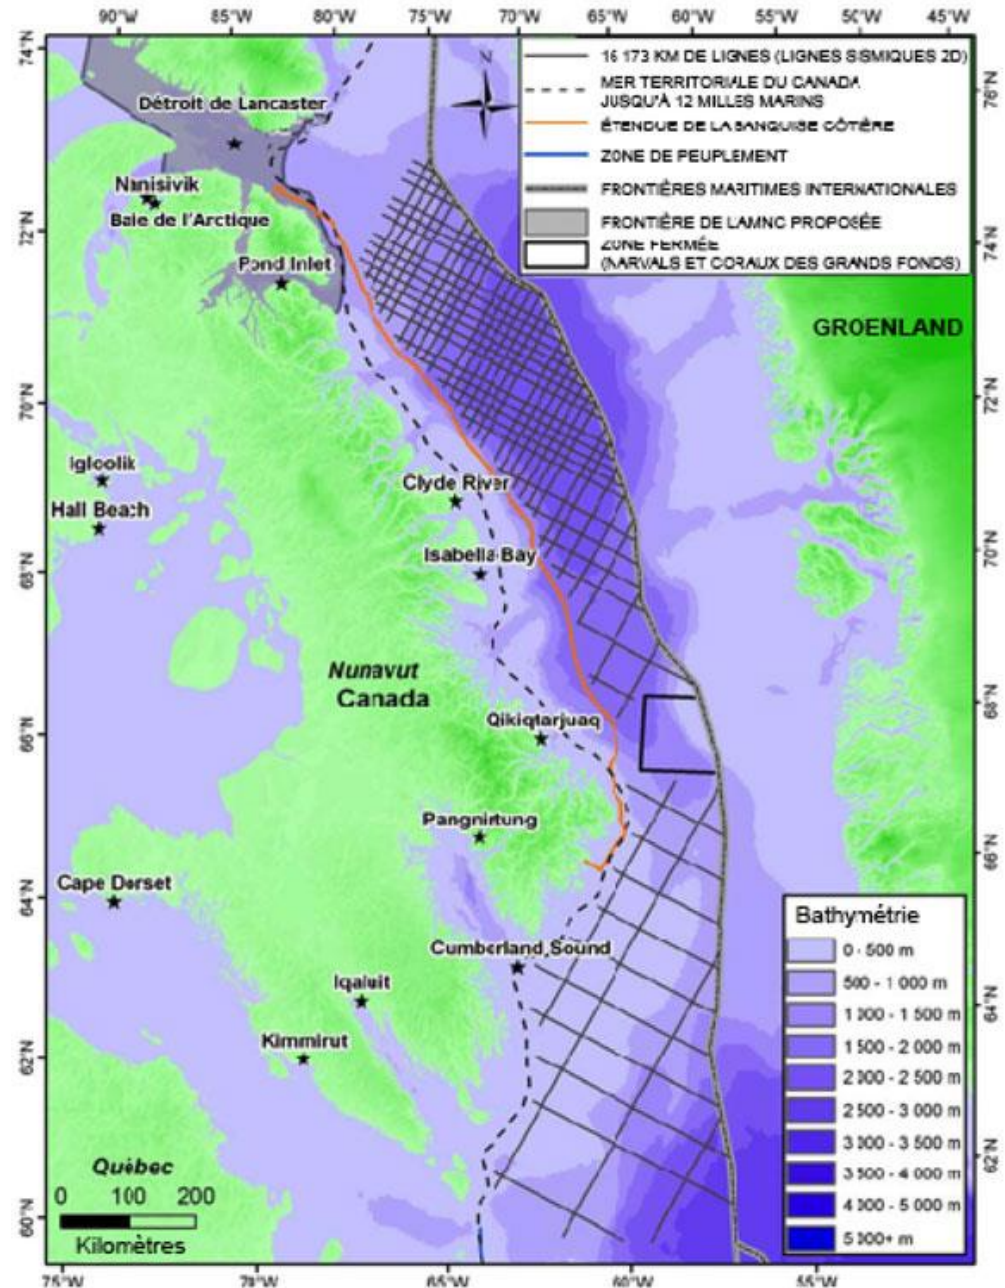 90°W 85°W 80°W 75°W 70°W 65°W 60°W 55°W 50°W 45°W
74°N
72°N
70°N
68°N
66°N
64°N
62°N
60°N
76°N
74°N
72°N
70°N
68°N
66°N
64°N
62°N
16 173 KM DE LIGNES (LIGNES SISMIQUES 2D)
MER TERRITORIALE DU CANADA
JUSQU'À 12 MILLES MARINS
ÉTENDUE DE LA BANQUISE CÔTIÈRE
ZONE DE PEUPLEMENT
FRONTIÈRES MARITIMES INTERNATIONALES
FRONTIÈRE DE L'AMNC PROPOSÉE
ZONE FERMÉE
(NARVALS ET CORAUX DES GRANDS FONDS)
N
Détroit de Lancaster
Nanisivik
Baie de l'Arctique
Pond Inlet
GROENLAND
Igloolik
Hall Beach
Clyde River
Isabella Bay
Nunavut
Canada
Qikiqtarjuaq
Pangnirtung
Cape Dorset
Cumberland Sound
Iqaluit
Kimmirut
Québec
0 100 200
Kilomètres
Bathymétrie
0 - 500 m
500 - 1 000 m
1 000 - 1 500 m
1 500 - 2 000 m
2 000 - 2 500 m
2 500 - 3 000 m
3 000 - 3 500 m
3 500 - 4 000 m
4 000 - 5 000 m
5 000+ m
75°W 70°W 65°W 60°W 55°W